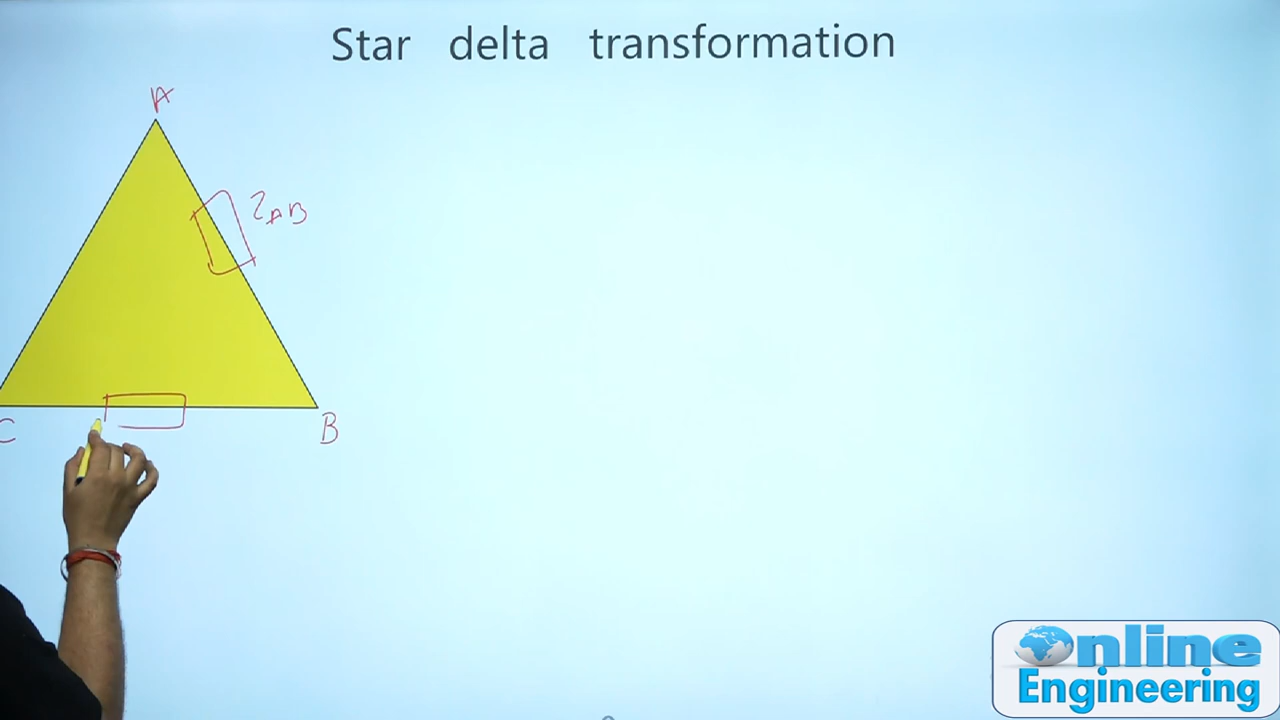 Star delta transformation
A
Z_AB
C
B
Online
Engineering